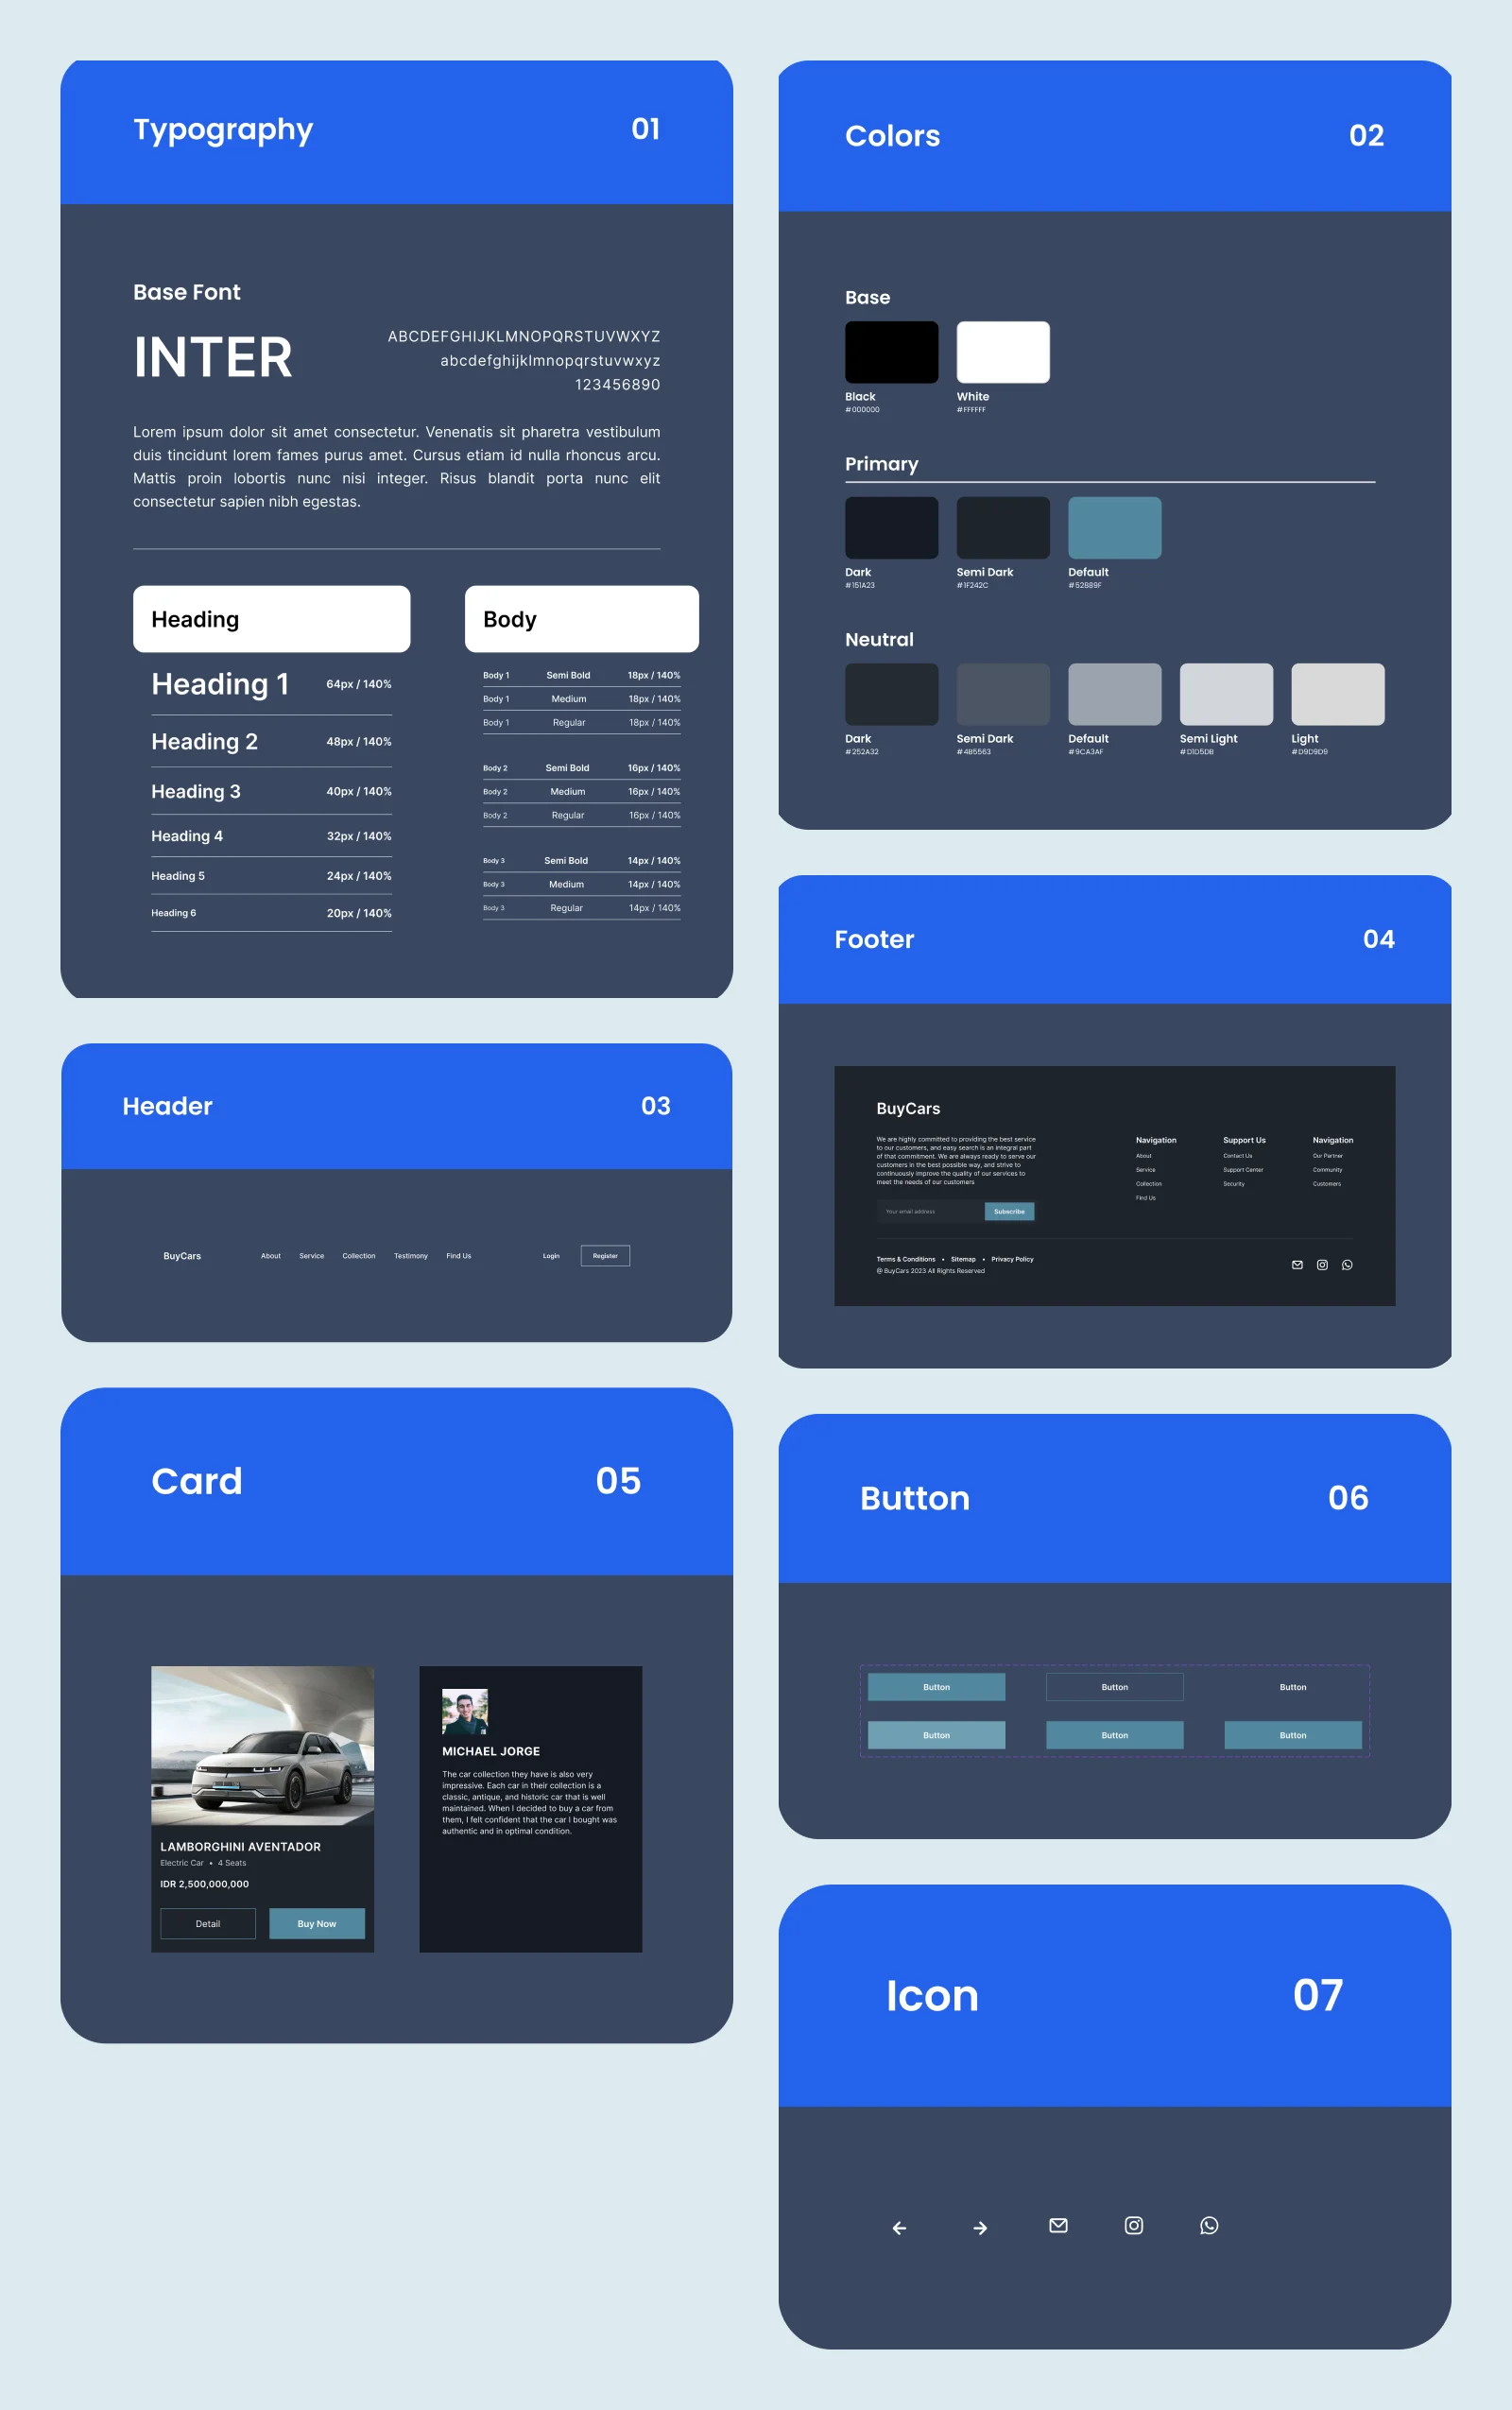 Typography 01
Base Font
INTER
ABCDEFGHIJKLMNOPQRSTUVWXYZ
abcdefghijklmnopqrstuvwxyz
123456890
Lorem ipsum dolor sit amet consectetur. Venenatis sit pharetra vestibulum
duis tincidunt lorem fames purus amet. Cursus etiam id nulla rhoncus arcu.
Mattis proin lobortis nunc nisi integer. Risus blandit porta nunc elit
consectetur sapien nibh egestas.
Heading
Heading 1 64px / 140%
Heading 2 48px / 140%
Heading 3 40px / 140%
Heading 4 32px / 140%
Heading 5 24px / 140%
Heading 6 20px / 140%
Body
Body 1 Semi Bold 18px / 140%
Body 1 Medium 18px / 140%
Body 1 Regular 18px / 140%
Body 2 Semi Bold 16px / 140%
Body 2 Medium 16px / 140%
Body 2 Regular 16px / 140%
Body 3 Semi Bold 14px / 140%
Body 3 Medium 14px / 140%
Body 3 Regular 14px / 140%
Colors 02
Base
Black White
#000000 #FFFFFF
Primary
Dark Semi Dark Default
#151A23 #1F242C #52889F
Neutral
Dark Semi Dark Default Semi Light Light
#252A32 #4B5563 #9CA3AF #D1D5DB #D9D9D9
Header 03
BuyCars About Service Collection Testimony Find Us Login Register
Footer 04
BuyCars
We are highly committed to providing the best service
to our customers, and easy search is an integral part
of that commitment. We are always ready to serve our
customers in the best possible way, and strive to
continuously improve the quality of our services to
meet the needs of our customers
Your email address Subscribe
Navigation
About
Service
Collection
Find Us
Support Us
Contact Us
Support Center
Security
Navigation
Our Partner
Community
Customers
Terms & Conditions • Sitemap • Privacy Policy
@ BuyCars 2023 All Rights Reserved
Card 05
LAMBORGHINI AVENTADOR
Electric Car • 4 Seats
IDR 2,500,000,000
Detail Buy Now
MICHAEL JORGE
The car collection they have is also very
impressive. Each car in their collection is a
classic, antique, and historic car that is well
maintained. When I decided to buy a car from
them, I felt confident that the car I bought was
authentic and in optimal condition.
Button 06
Button Button Button
Button Button Button
Icon 07